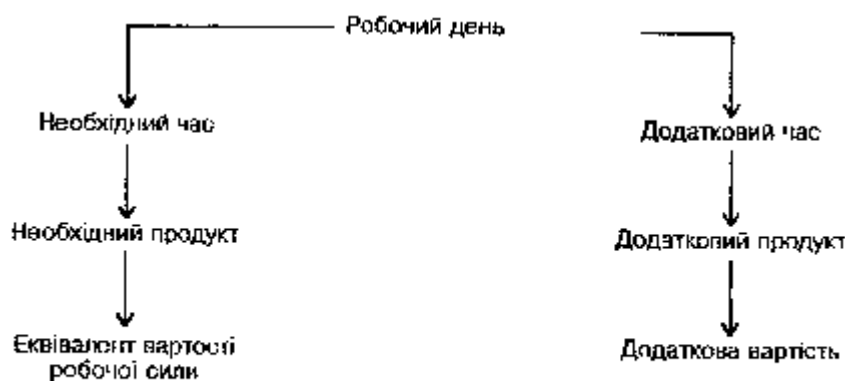 Робочий день
Необхідний час
Додатковий час
Необхідний продукт
Додатковий продукт
Еквівалент вартості
робочої сили
Додаткова вартість